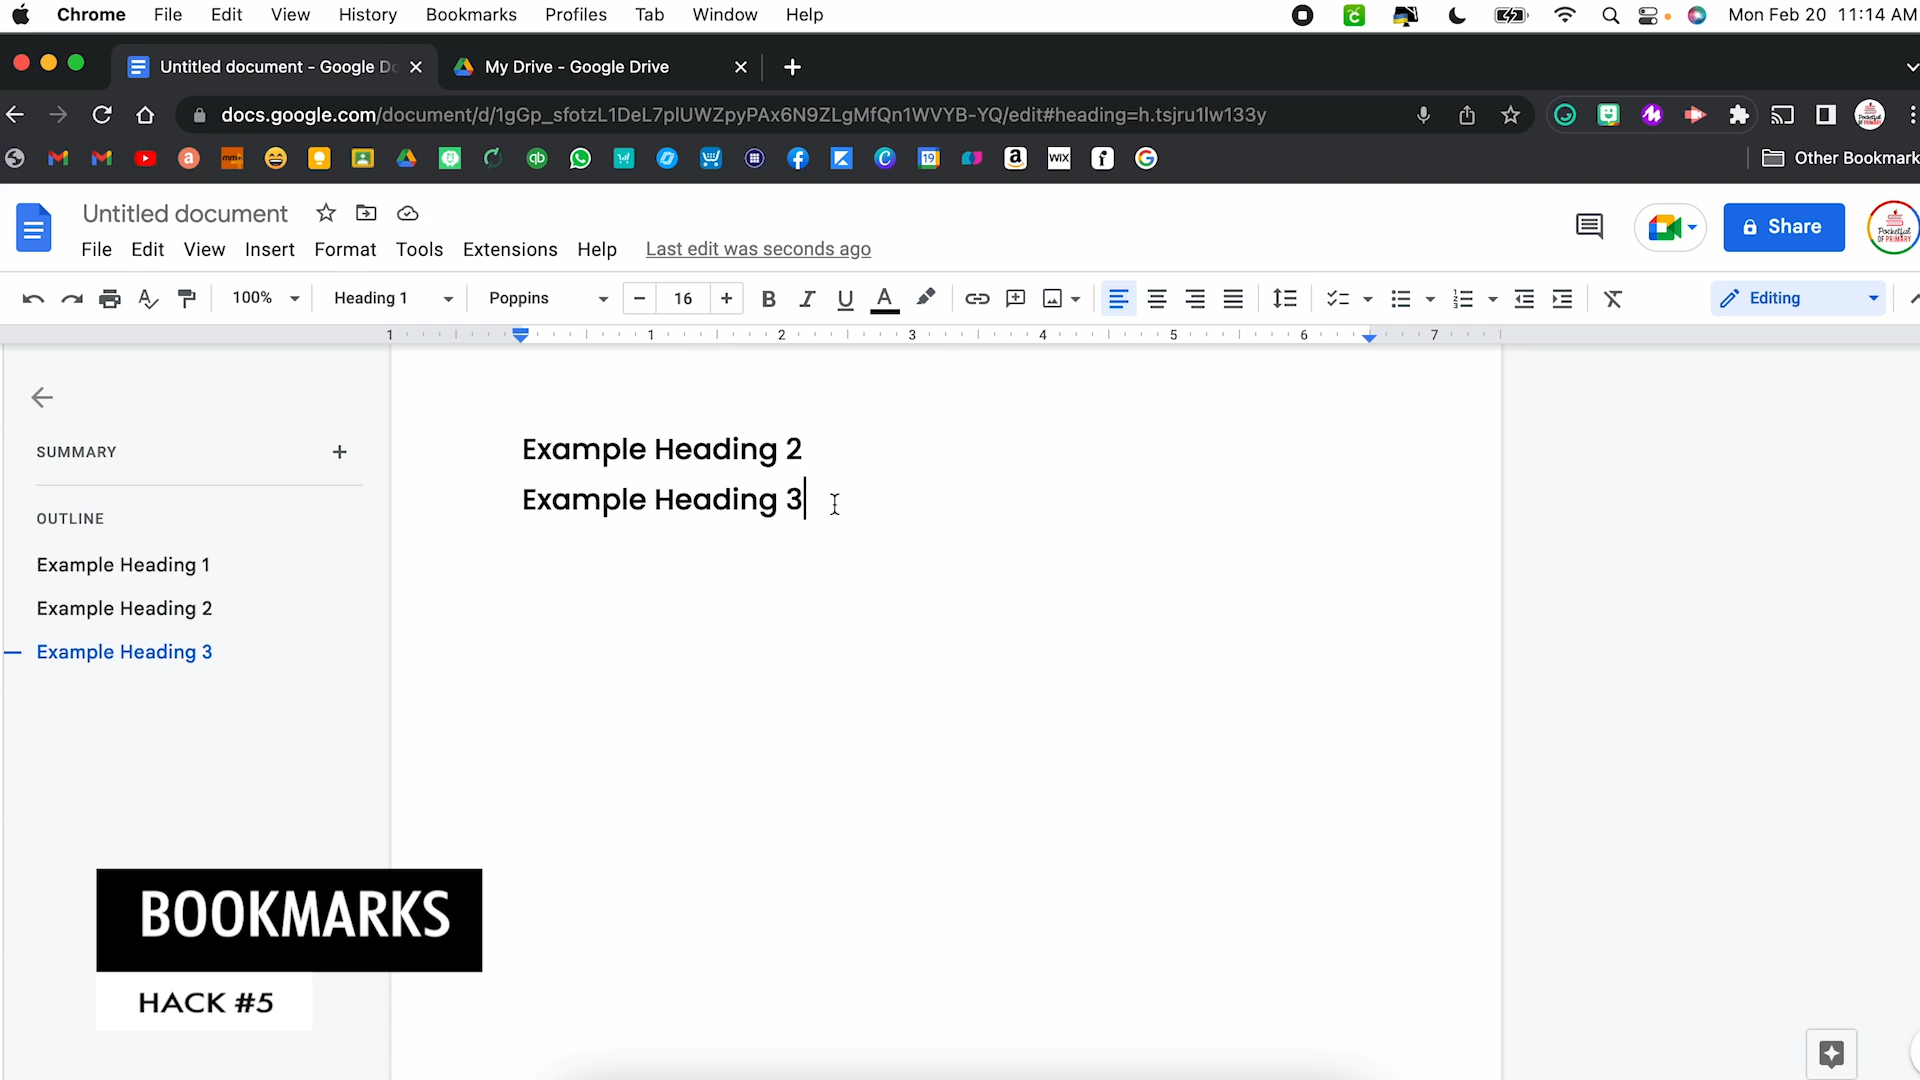 Chrome File Edit View History Bookmarks Profiles Tab Window Help Mon Feb 20 11:14 AM
Untitled document - Google Do My Drive - Google Drive
docs.google.com/document/d/1gGp_sfotzL1DeL7plUWZpyPAx6N9ZLgMfQn1WVYB-YQ/edit#heading=h.tsjru1lw133y
Other Bookmark
Untitled document
File Edit View Insert Format Tools Extensions Help Last edit was seconds ago
Share
100% Heading 1 Poppins 16 Editing
1 1 2 3 4 5 6 7
Example Heading 2
Example Heading 3
SUMMARY
OUTLINE
Example Heading 1
Example Heading 2
Example Heading 3
BOOKMARKS
HACK #5